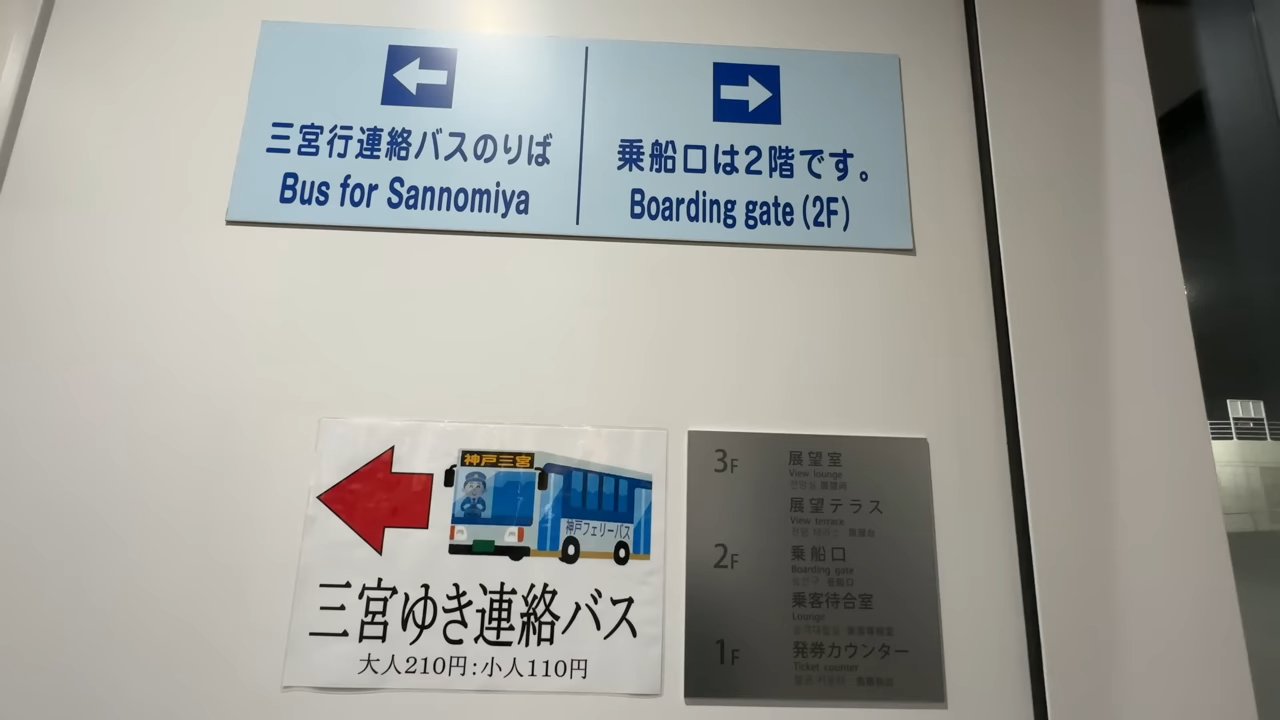 三宮行連絡バスのりば
Bus for Sannomiya
乗船口は2階です。
Boarding gate (2F)
神戸三宮
神戸フェリーバス
三宮ゆき連絡バス
大人210円:小人110円
3F
展望室
View lounge
展望テラス
View terrace
2F
乗船口
Boarding gate
乗客待合室
Lounge
1F
発券カウンター
Ticket counter